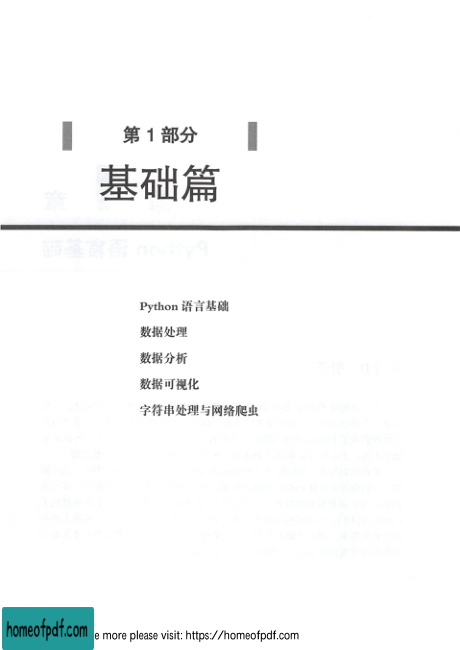 第 1 部分
基础篇
Python 语言基础
数据处理
数据分析
数据可视化
字符串处理与网络爬虫
homeofpdf.com
e more please visit: https://homeofpdf.com